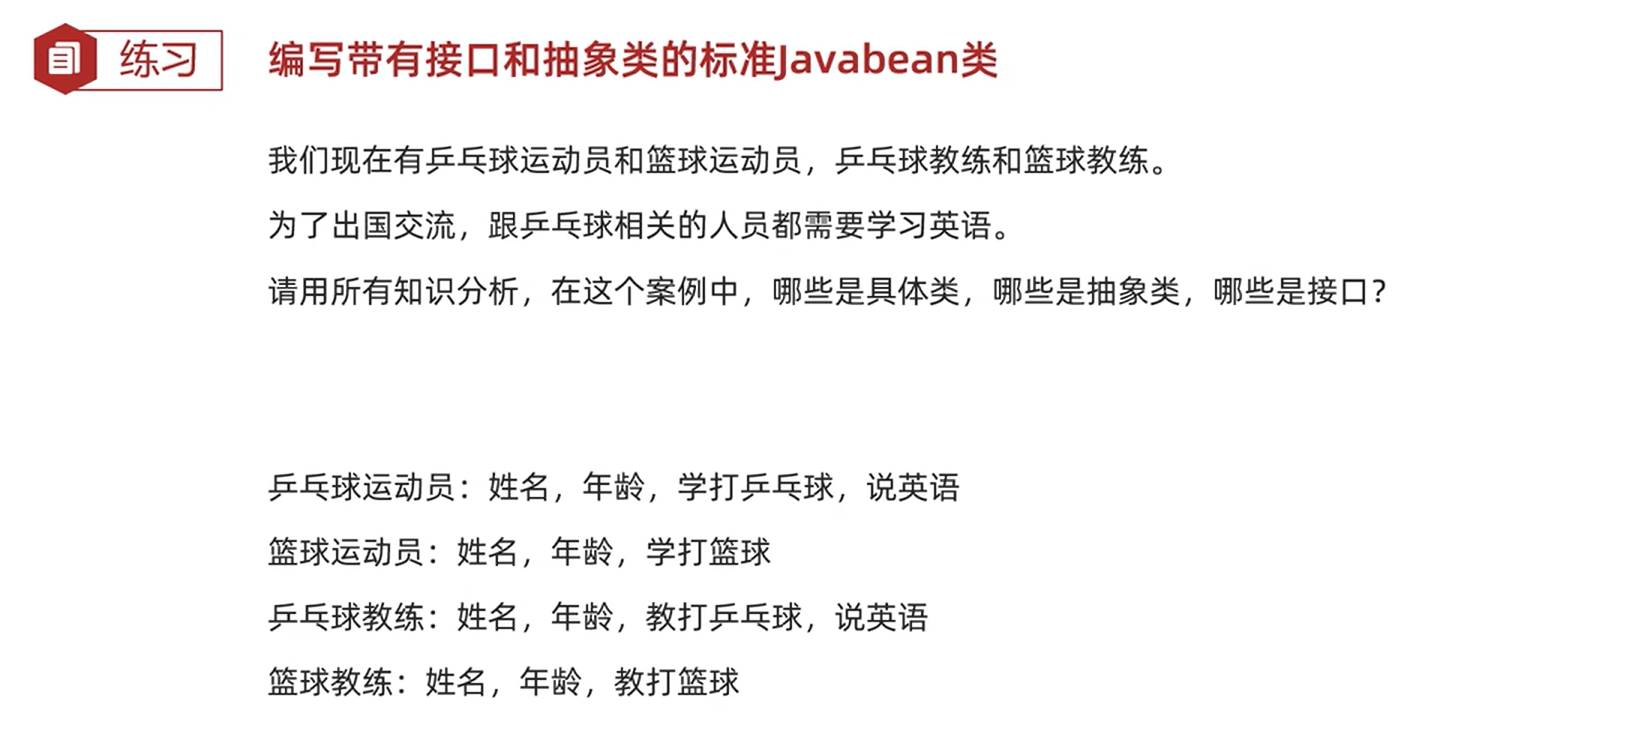 练习
编写带有接口和抽象类的标准Javabean类
我们现在有乒乓球运动员和篮球运动员，乒乓球教练和篮球教练。
为了出国交流，跟乒乓球相关的人员都需要学习英语。
请用所有知识分析，在这个案例中，哪些是具体类，哪些是抽象类，哪些是接口？
乒乓球运动员：姓名，年龄，学打乒乓球，说英语
篮球运动员：姓名，年龄，学打篮球
乒乓球教练：姓名，年龄，教打乒乓球，说英语
篮球教练：姓名，年龄，教打篮球